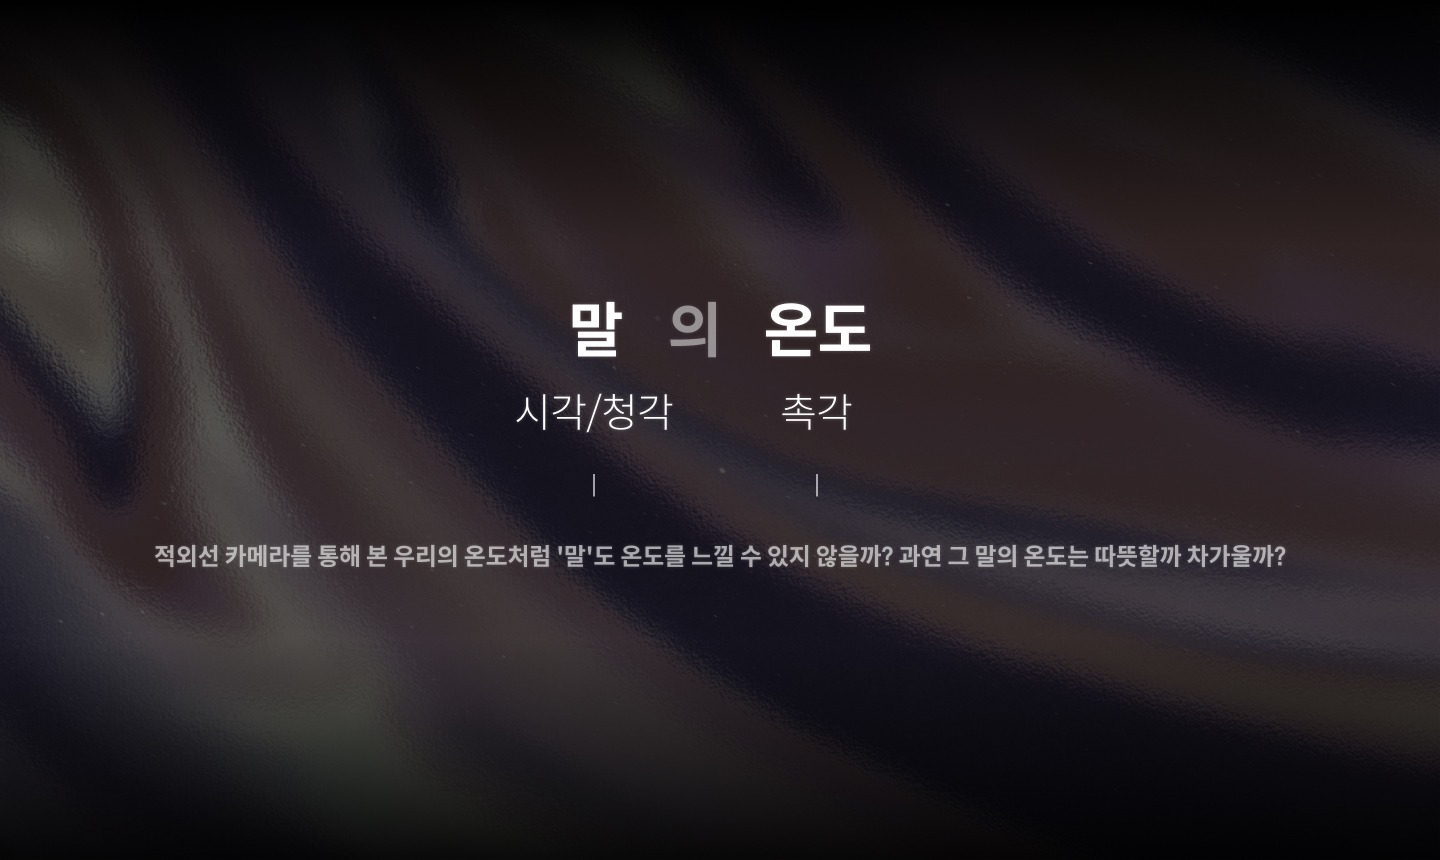 말 의 온도
시각/청각 촉각
적외선 카메라를 통해 본 우리의 온도처럼 '말'도 온도를 느낄 수 있지 않을까? 과연 그 말의 온도는 따뜻할까 차가울까?